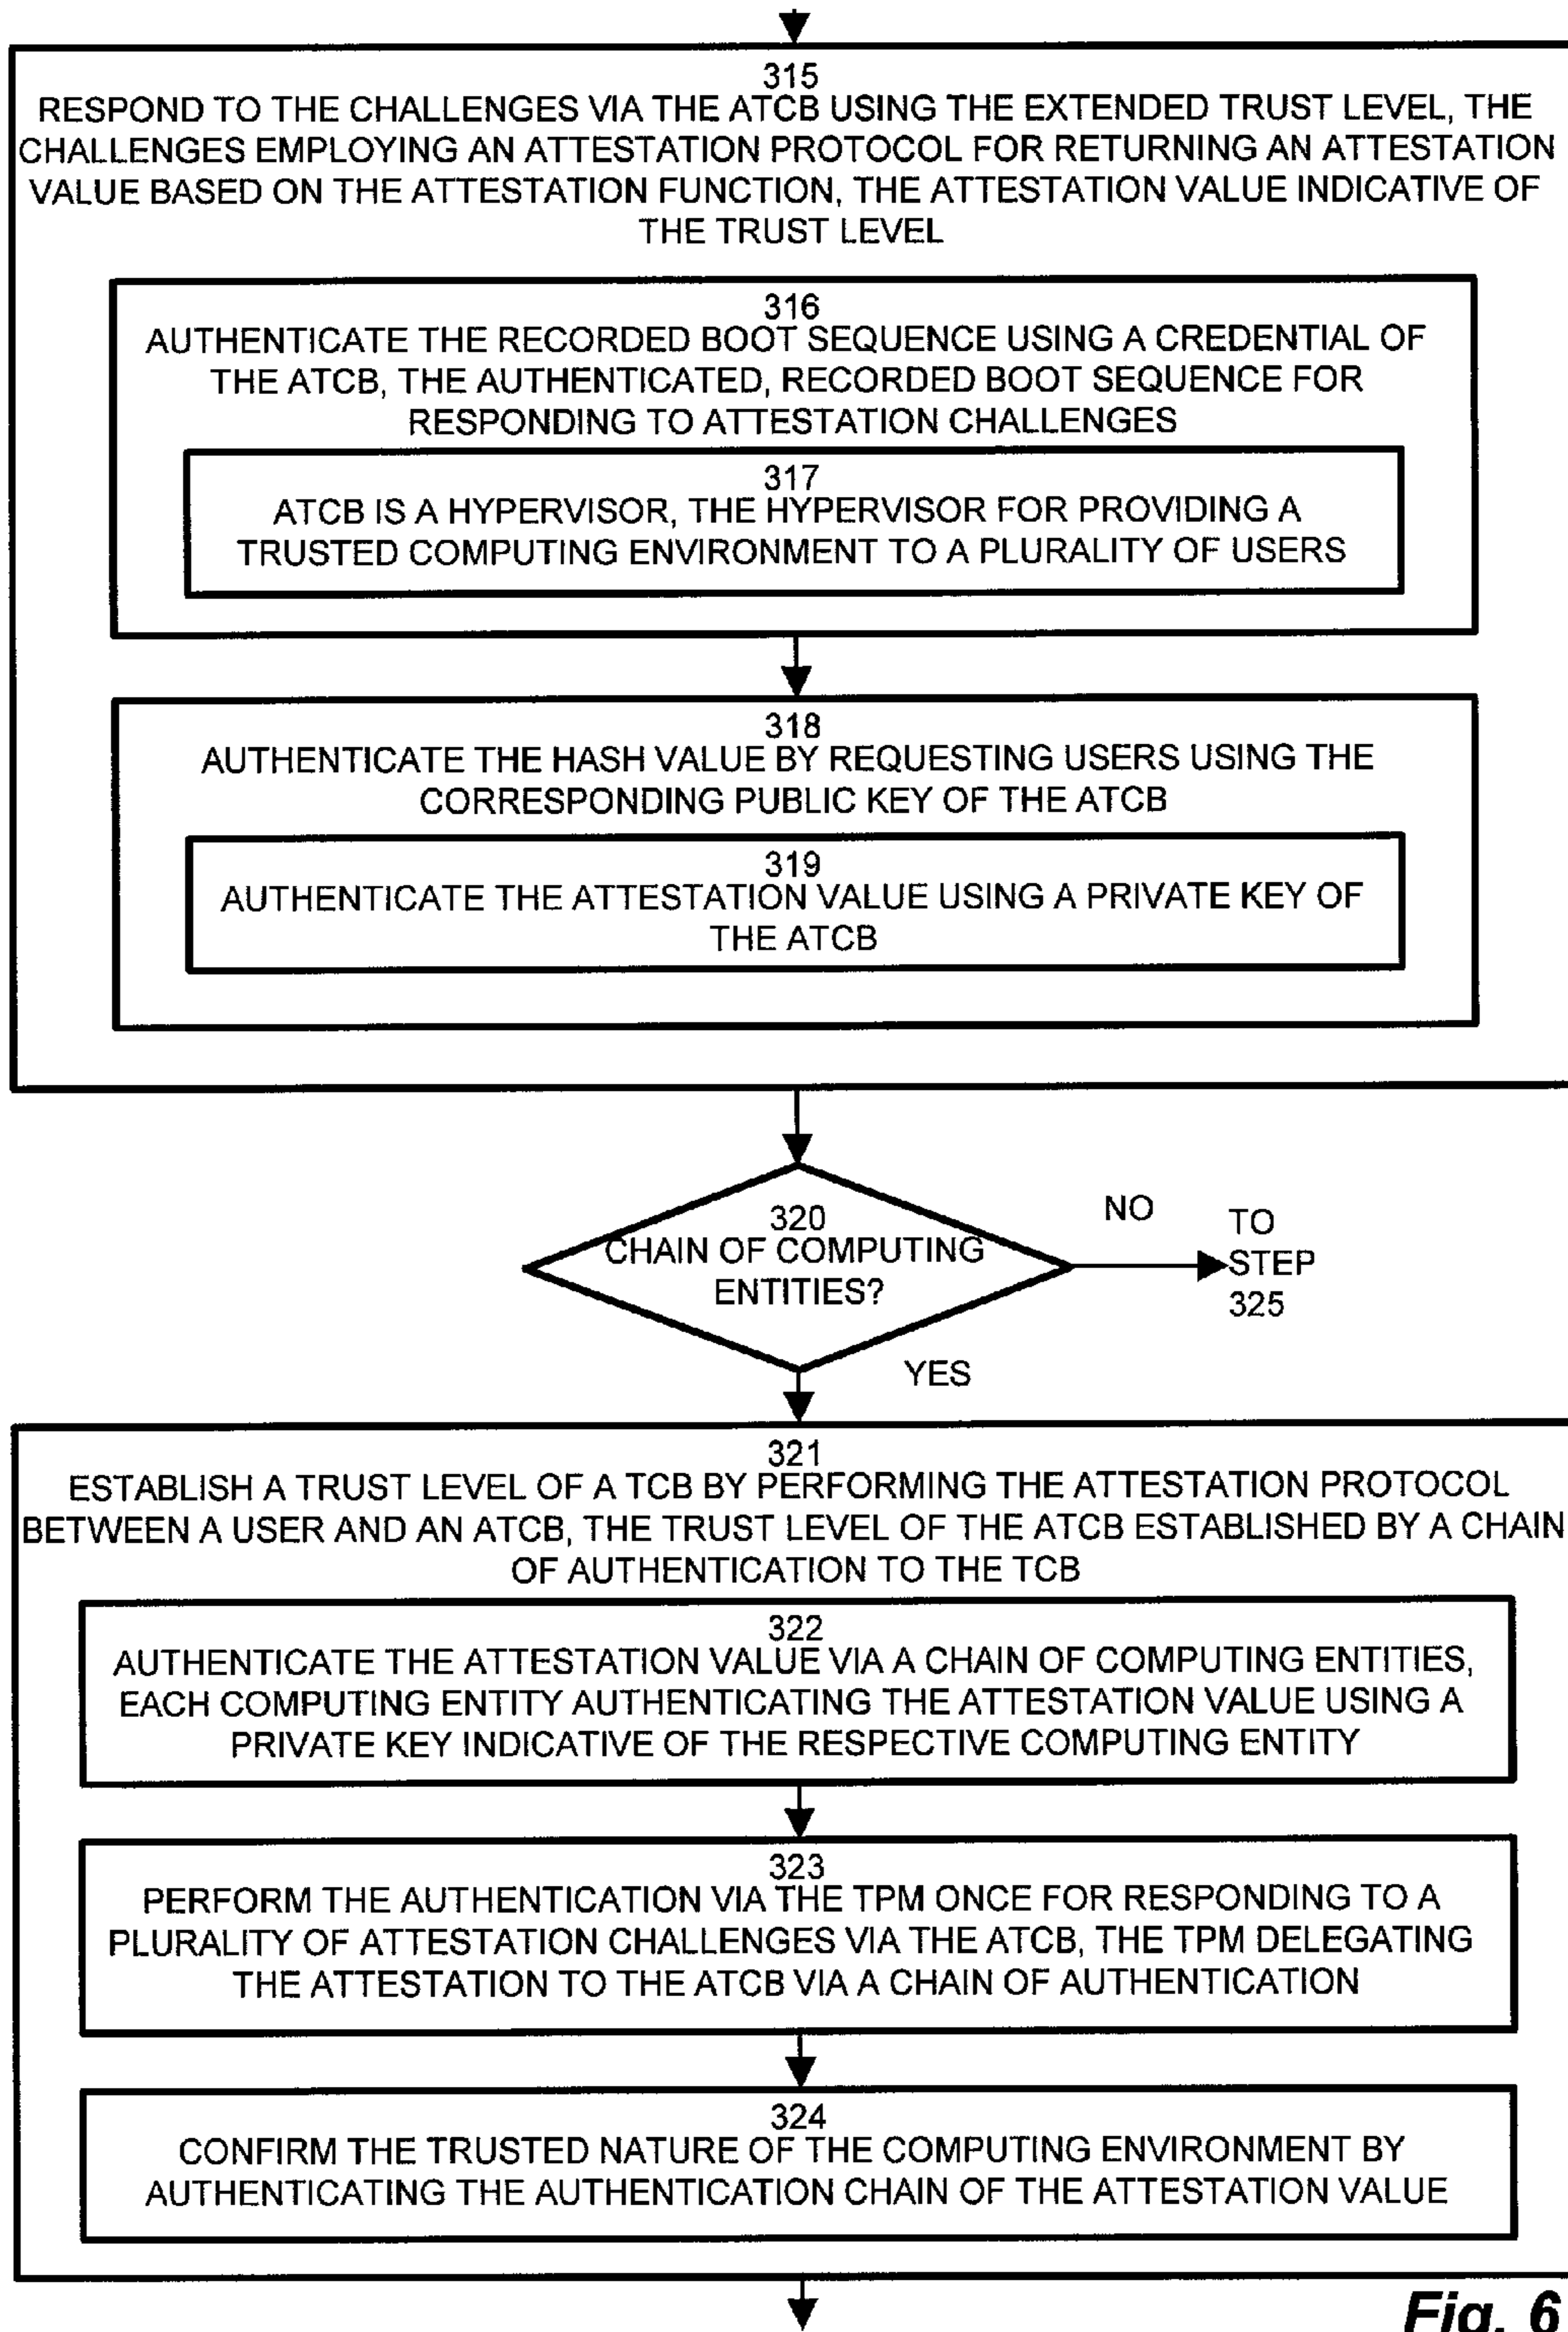 315
RESPOND TO THE CHALLENGES VIA THE ATCB USING THE EXTENDED TRUST LEVEL, THE
CHALLENGES EMPLOYING AN ATTESTATION PROTOCOL FOR RETURNING AN ATTESTATION
VALUE BASED ON THE ATTESTATION FUNCTION, THE ATTESTATION VALUE INDICATIVE OF
THE TRUST LEVEL
316
AUTHENTICATE THE RECORDED BOOT SEQUENCE USING A CREDENTIAL OF
THE ATCB, THE AUTHENTICATED, RECORDED BOOT SEQUENCE FOR
RESPONDING TO ATTESTATION CHALLENGES
317
ATCB IS A HYPERVISOR, THE HYPERVISOR FOR PROVIDING A
TRUSTED COMPUTING ENVIRONMENT TO A PLURALITY OF USERS
318
AUTHENTICATE THE HASH VALUE BY REQUESTING USERS USING THE
CORRESPONDING PUBLIC KEY OF THE ATCB
319
AUTHENTICATE THE ATTESTATION VALUE USING A PRIVATE KEY OF
THE ATCB
320
CHAIN OF COMPUTING
ENTITIES?
NO
TO
STEP
325
YES
321
ESTABLISH A TRUST LEVEL OF A TCB BY PERFORMING THE ATTESTATION PROTOCOL
BETWEEN A USER AND AN ATCB, THE TRUST LEVEL OF THE ATCB ESTABLISHED BY A CHAIN
OF AUTHENTICATION TO THE TCB
322
AUTHENTICATE THE ATTESTATION VALUE VIA A CHAIN OF COMPUTING ENTITIES,
EACH COMPUTING ENTITY AUTHENTICATING THE ATTESTATION VALUE USING A
PRIVATE KEY INDICATIVE OF THE RESPECTIVE COMPUTING ENTITY
323
PERFORM THE AUTHENTICATION VIA THE TPM ONCE FOR RESPONDING TO A
PLURALITY OF ATTESTATION CHALLENGES VIA THE ATCB, THE TPM DELEGATING
THE ATTESTATION TO THE ATCB VIA A CHAIN OF AUTHENTICATION
324
CONFIRM THE TRUSTED NATURE OF THE COMPUTING ENVIRONMENT BY
AUTHENTICATING THE AUTHENTICATION CHAIN OF THE ATTESTATION VALUE
Fig. 6